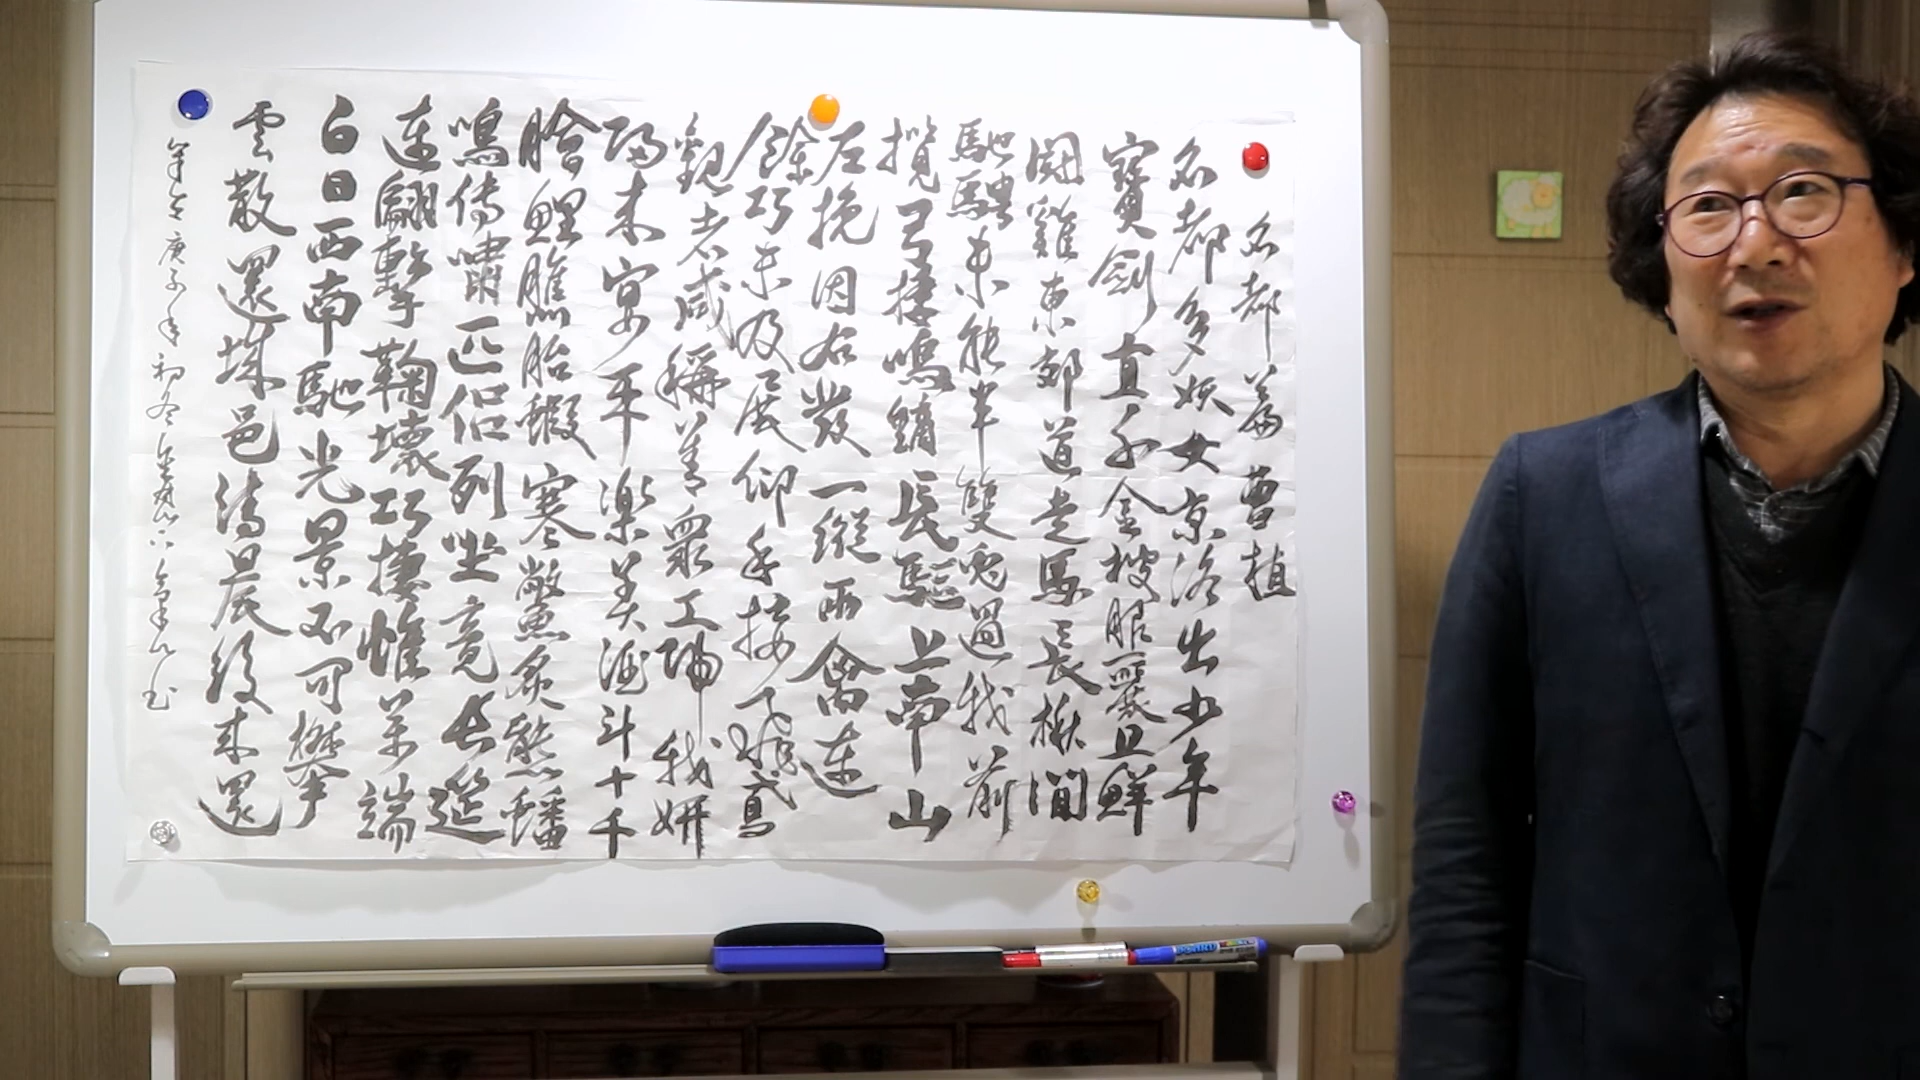 名都篇 曹植
名都多妖女京洛出少年
寶劍直千金被服麗且鮮
鬪雞東郊道走馬長楸間
馳騁未能半雙兔過我前
攬弓捷鳴鏑長驅上南山
左挽因右發一縱兩禽連
餘巧未及展仰手接飛鳶
觀者咸稱善眾工歸我妍
歸來宴平樂美酒斗十千
膾鯉臇胎鰕寒鱉炙熊蹯
鳴儔嘯匹侶列坐竟長筵
連翩擊鞠壤巧捷惟萬端
白日西南馳光景不可攀
雲散還城邑清晨復來還
庚子年初冬